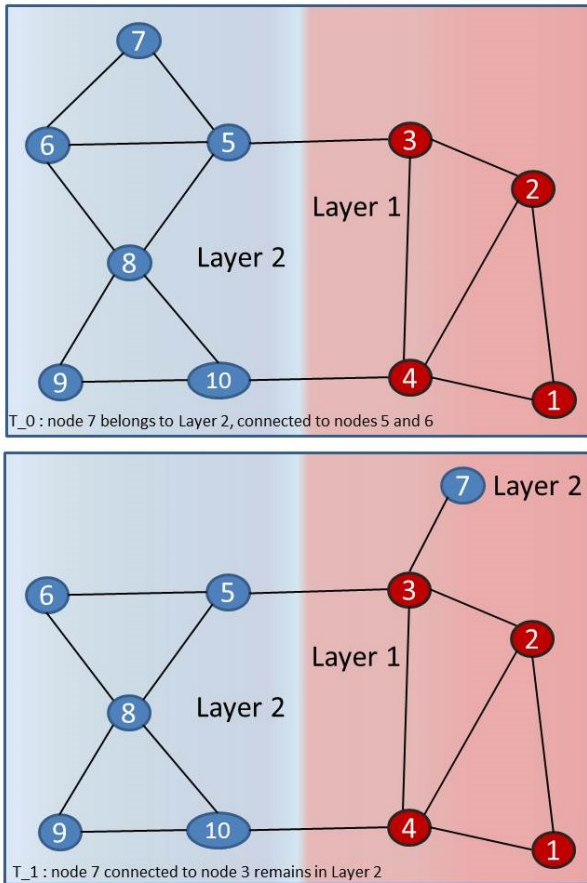 7
6
5
3
2
Layer 1
8
Layer 2
9
10
4
1
T_0 : node 7 belongs to Layer 2, connected to nodes 5 and 6
7
Layer 2
6
5
3
2
Layer 1
8
Layer 2
9
10
4
1
T_1 : node 7 connected to node 3 remains in Layer 2